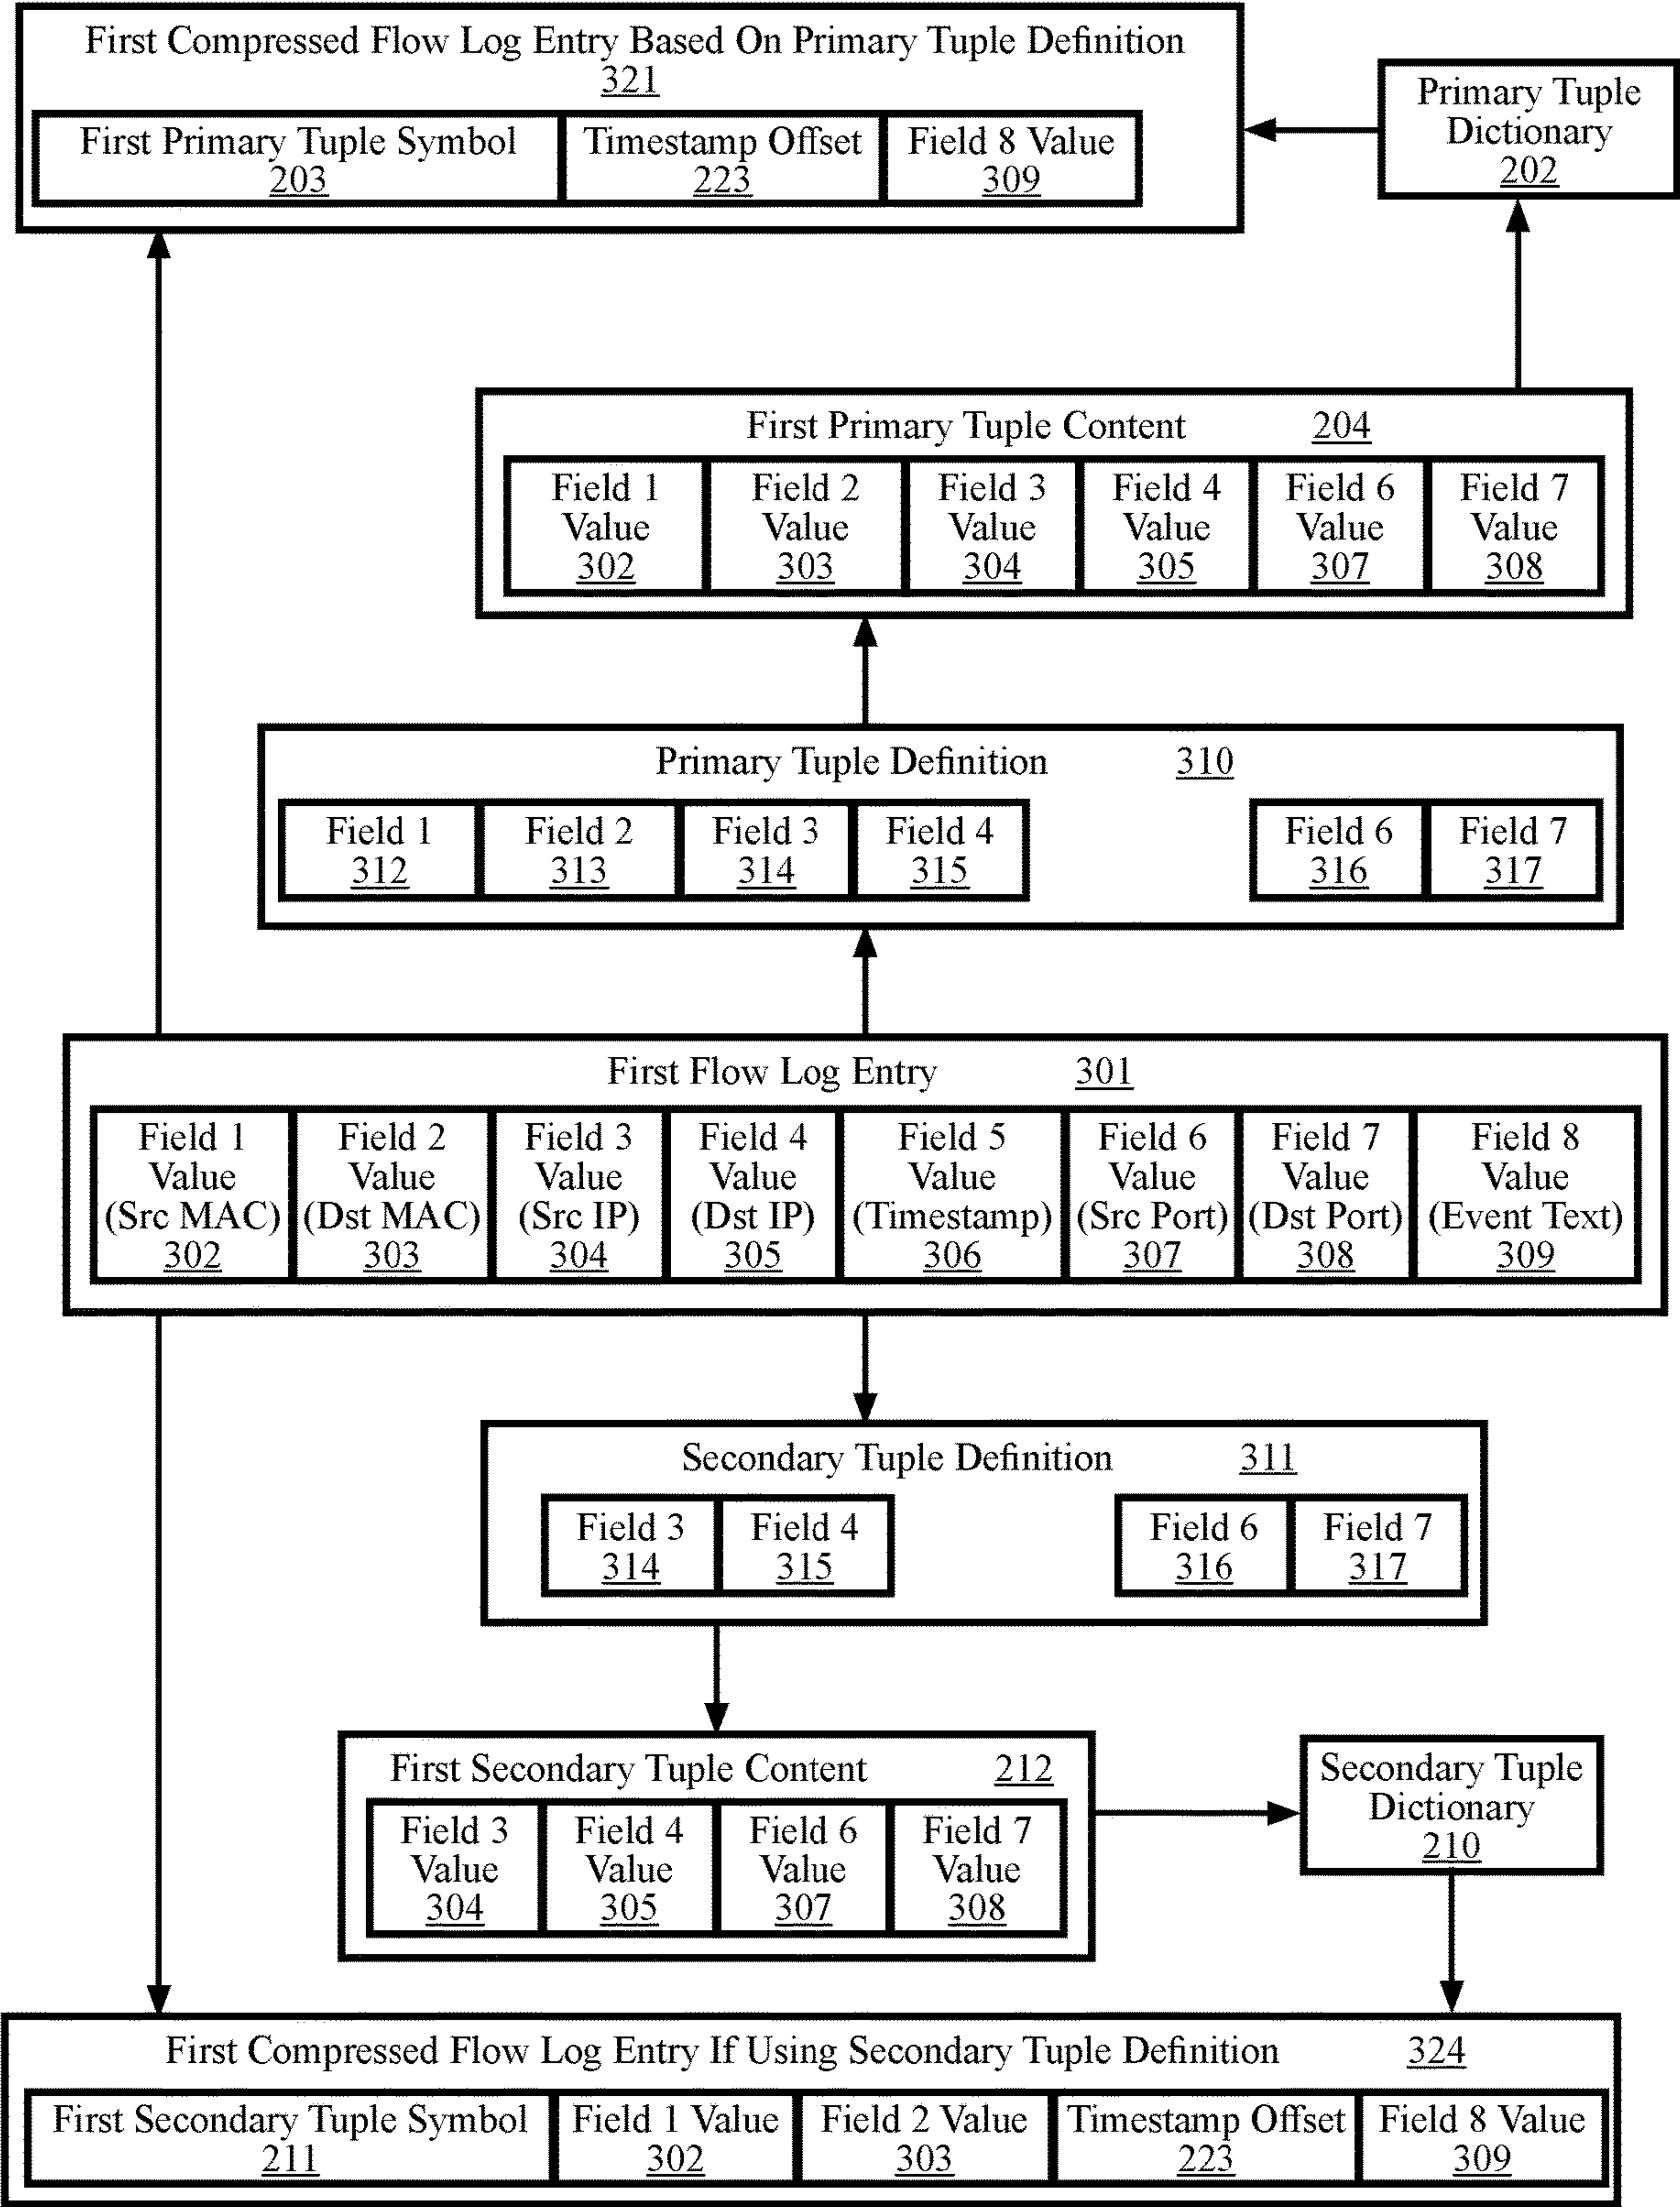 First Compressed Flow Log Entry Based On Primary Tuple Definition
321
First Primary Tuple Symbol
203
Timestamp Offset
223
Field 8 Value
309
Primary Tuple
Dictionary
202
First Primary Tuple Content 204
Field 1
Value
302
Field 2
Value
303
Field 3
Value
304
Field 4
Value
305
Field 6
Value
307
Field 7
Value
308
Primary Tuple Definition 310
Field 1
312
Field 2
313
Field 3
314
Field 4
315
Field 6
316
Field 7
317
First Flow Log Entry 301
Field 1
Value
(Src MAC)
302
Field 2
Value
(Dst MAC)
303
Field 3
Value
(Src IP)
304
Field 4
Value
(Dst IP)
305
Field 5
Value
(Timestamp)
306
Field 6
Value
(Src Port)
307
Field 7
Value
(Dst Port)
308
Field 8
Value
(Event Text)
309
Secondary Tuple Definition 311
Field 3
314
Field 4
315
Field 6
316
Field 7
317
First Secondary Tuple Content 212
Field 3
Value
304
Field 4
Value
305
Field 6
Value
307
Field 7
Value
308
Secondary Tuple
Dictionary
210
First Compressed Flow Log Entry If Using Secondary Tuple Definition 324
First Secondary Tuple Symbol
211
Field 1 Value
302
Field 2 Value
303
Timestamp Offset
223
Field 8 Value
309